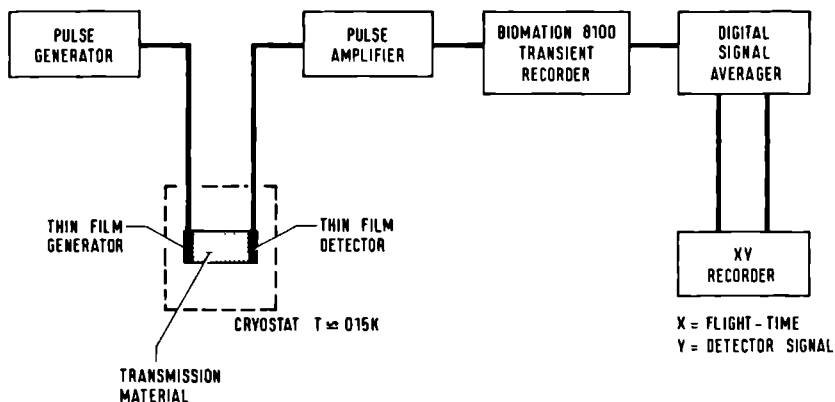 PULSE
GENERATOR
PULSE
AMPLIFIER
BIOMATION 8100
TRANSIENT
RECORDER
DIGITAL
SIGNAL
AVERAGER
THIN FILM
GENERATOR
THIN FILM
DETECTOR
CRYOSTAT T ≤ 015K
TRANSMISSION
MATERIAL
XY
RECORDER
X = FLIGHT-TIME
Y = DETECTOR SIGNAL